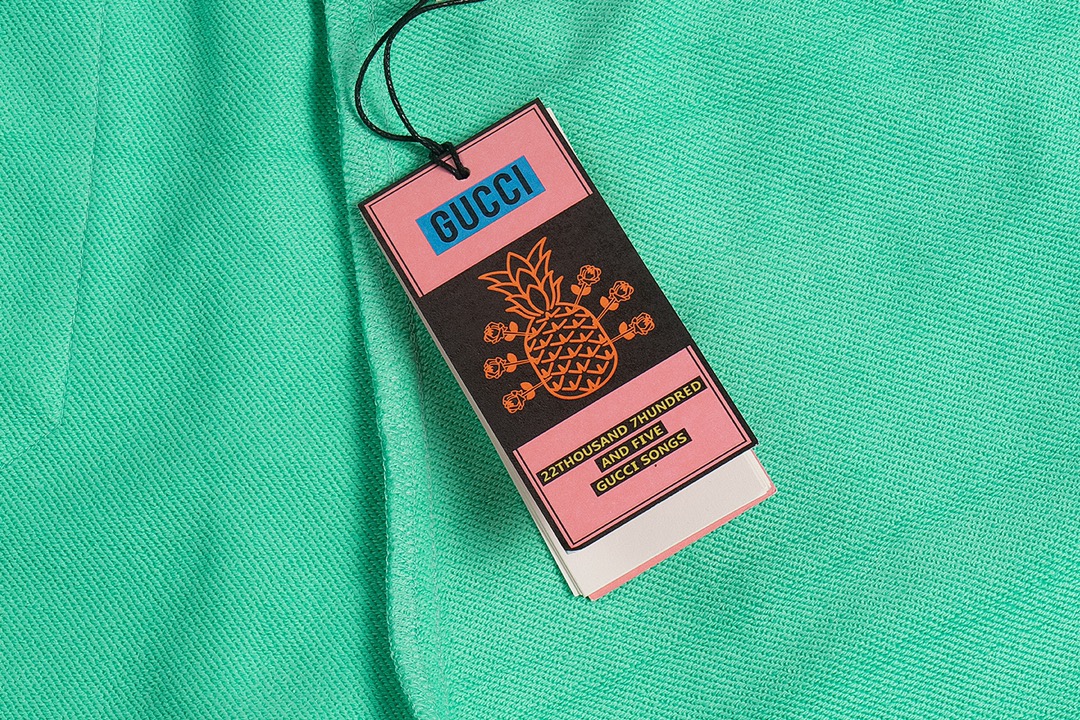 GUCCI
22THOUSAND 7HUNDRED
AND FIVE
GUCCI SONGS